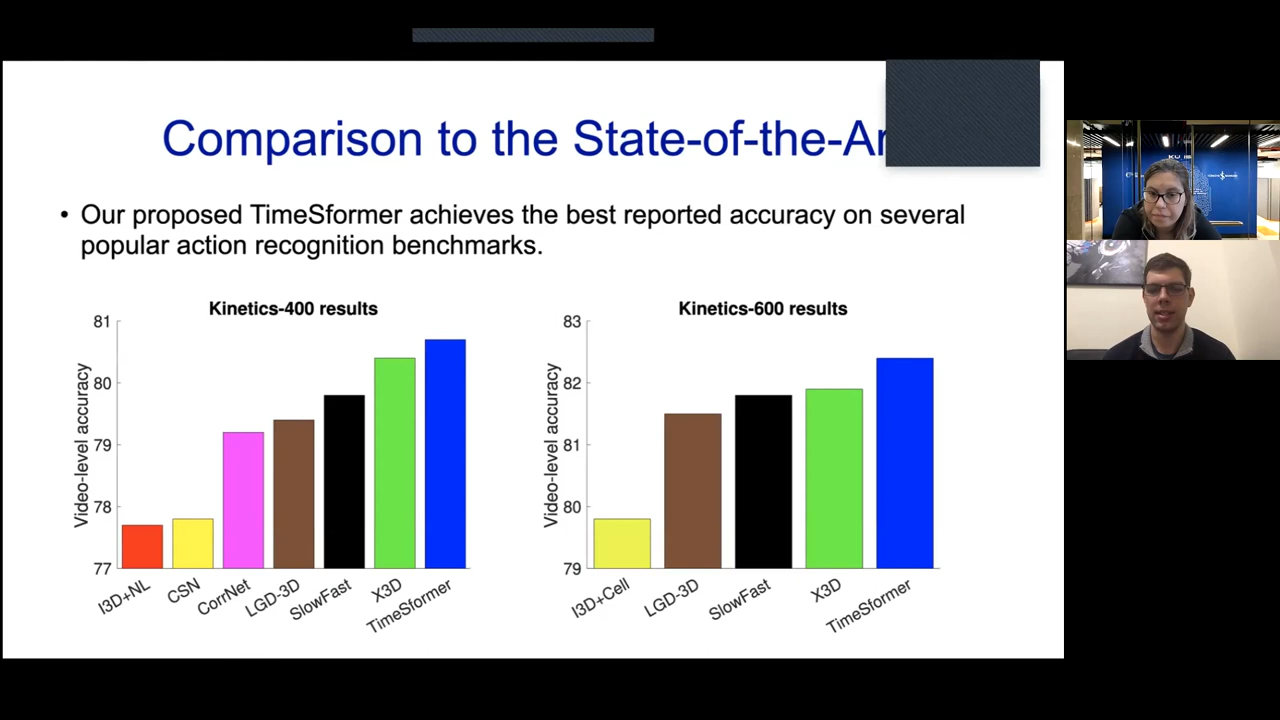 Comparison to the State-of-the-Ar
• Our proposed TimeSformer achieves the best reported accuracy on several
popular action recognition benchmarks.
Kinetics-400 results
81
80
79
78
77
Video-level accuracy
I3D+NL
CSN
CorrNet
LGD-3D
SlowFast
X3D
TimeSformer
Kinetics-600 results
83
82
81
80
79
Video-level accuracy
I3D+Cell
LGD-3D
SlowFast
X3D
TimeSformer